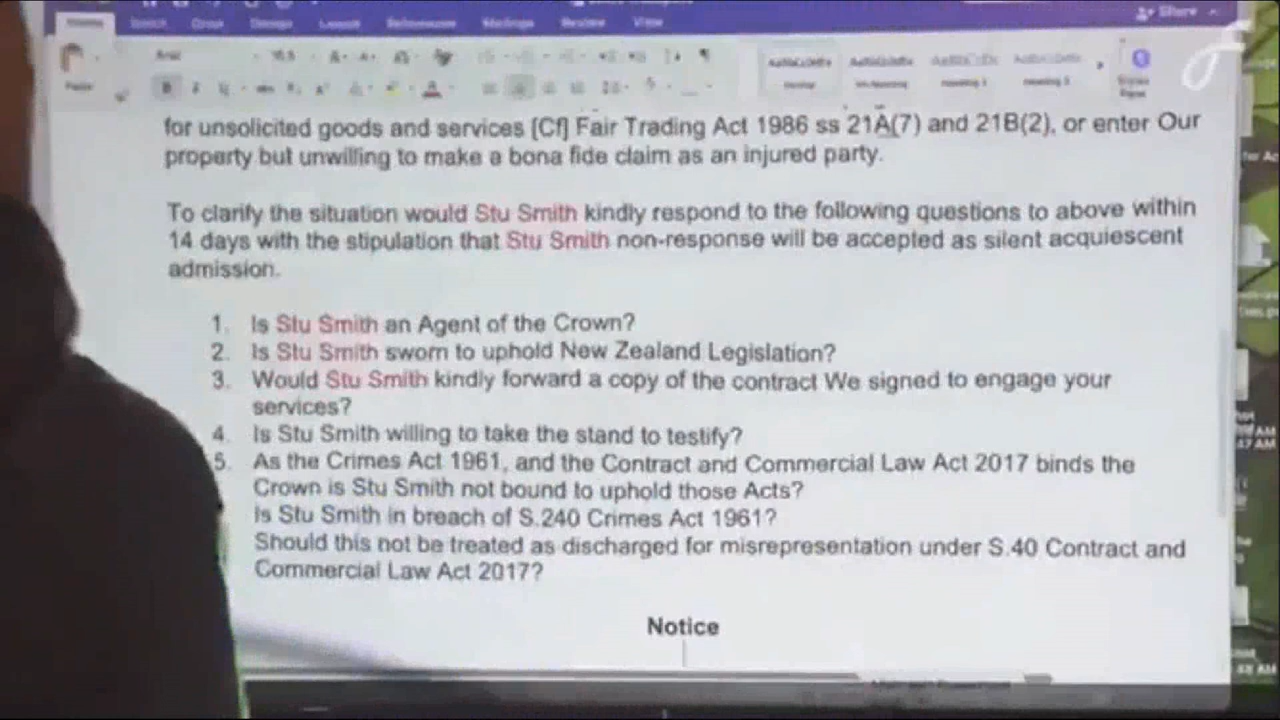 Share
Arial
Paste
for unsolicited goods and services [Cf] Fair Trading Act 1986 ss 21A(7) and 21B(2), or enter Our
property but unwilling to make a bona fide claim as an injured party.
To clarify the situation would Stu Smith kindly respond to the following questions to above within
14 days with the stipulation that Stu Smith non-response will be accepted as silent acquiescent
admission.
1. Is Stu Smith an Agent of the Crown?
2. Is Stu Smith sworn to uphold New Zealand Legislation?
3. Would Stu Smith kindly forward a copy of the contract We signed to engage your
services?
4. Is Stu Smith willing to take the stand to testify?
5. As the Crimes Act 1961, and the Contract and Commercial Law Act 2017 binds the
Crown is Stu Smith not bound to uphold those Acts?
Is Stu Smith in breach of S.240 Crimes Act 1961?
Should this not be treated as discharged for misrepresentation under S.40 Contract and
Commercial Law Act 2017?
Notice